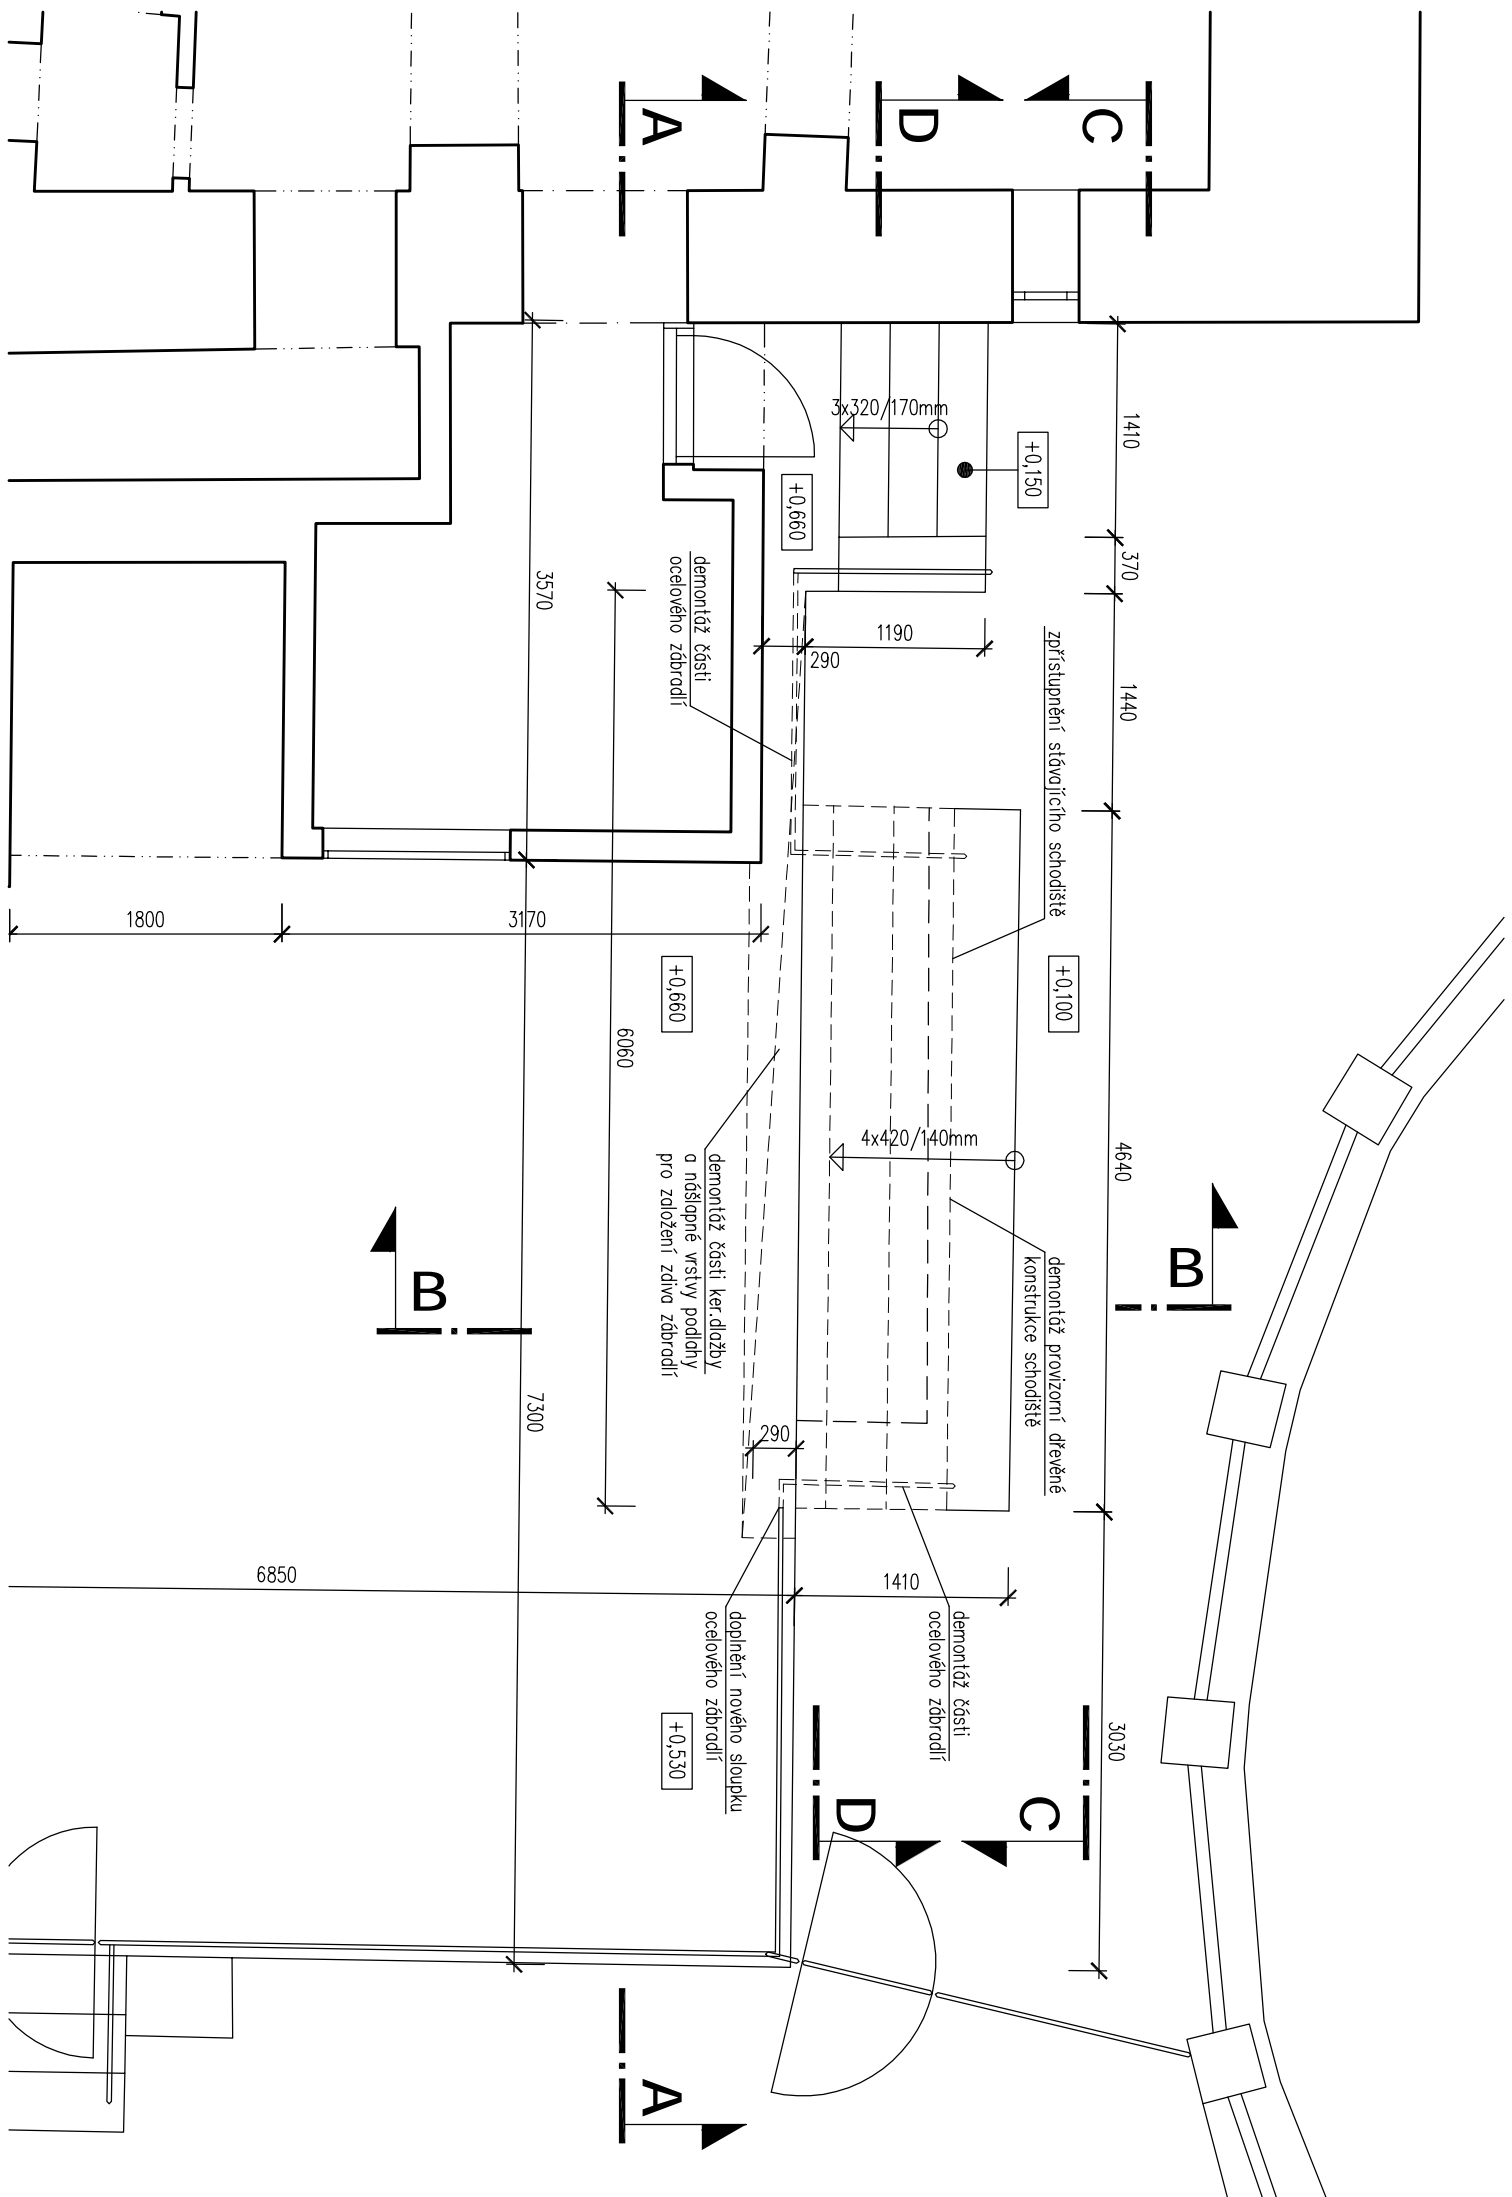 A
D
C
3x320/170mm
1410
+0,150
+0,660
370
3570
demontáž části
ocelového zábradlí
1190
290
zpřístupnění stávajícího schodiště
1440
1800
3170
+0,660
+0,100
6060
4x420/140mm
4640
demontáž části ker.dlažby
a nášlapné vrstvy podlahy
pro založení zdiva zábradlí
B
B
demontáž provizorní dřevěné
konstrukce schodiště
7300
290
6850
1410
doplnění nového sloupku
ocelového zábradlí
demontáž části
ocelového zábradlí
+0,530
3030
D
C
A